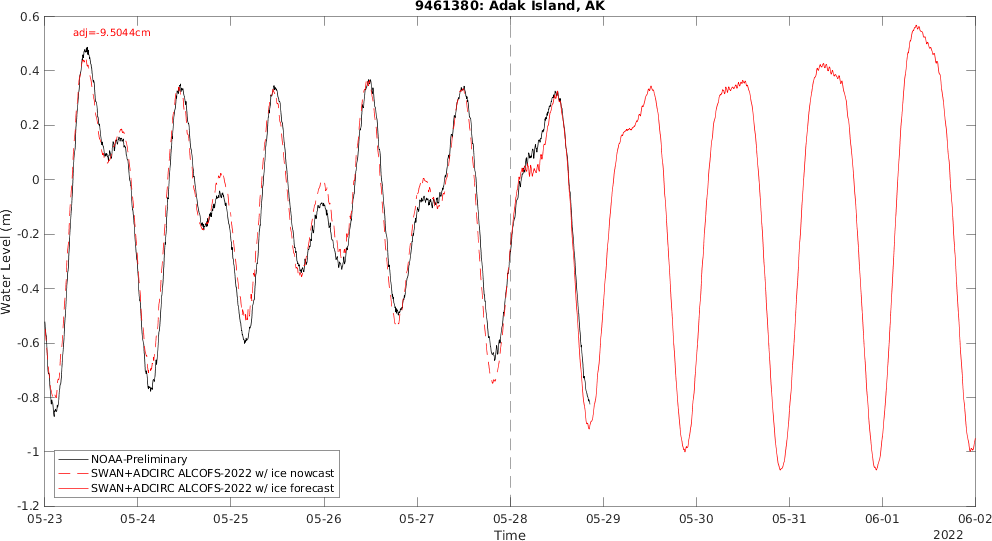 9461380: Adak Island, AK
adj=-9.5044cm
0.6
0.4
0.2
0
-0.2
-0.4
-0.6
-0.8
-1
-1.2
Water Level (m)
NOAA-Preliminary
SWAN+ADCIRC ALCOFS-2022 w/ ice nowcast
SWAN+ADCIRC ALCOFS-2022 w/ ice forecast
05-23 05-24 05-25 05-26 05-27 05-28 05-29 05-30 05-31 06-01 06-02
Time
2022